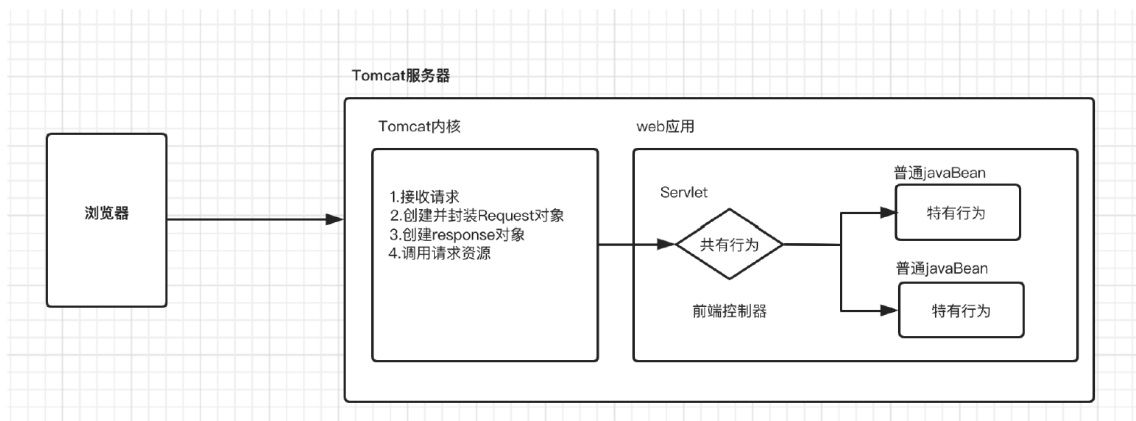 Tomcat服务器
Tomcat内核
web应用
浏览器
1.接收请求
2.创建并封装Request对象
3.创建response对象
4.调用请求资源
Servlet
共有行为
前端控制器
普通javaBean
特有行为
普通javaBean
特有行为